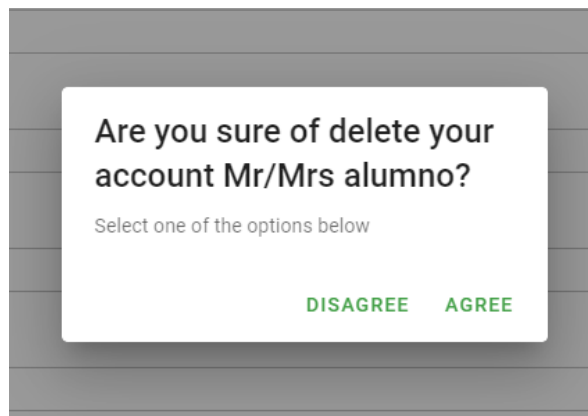 Are you sure of delete your
account Mr/Mrs alumno?
Select one of the options below
DISAGREE AGREE